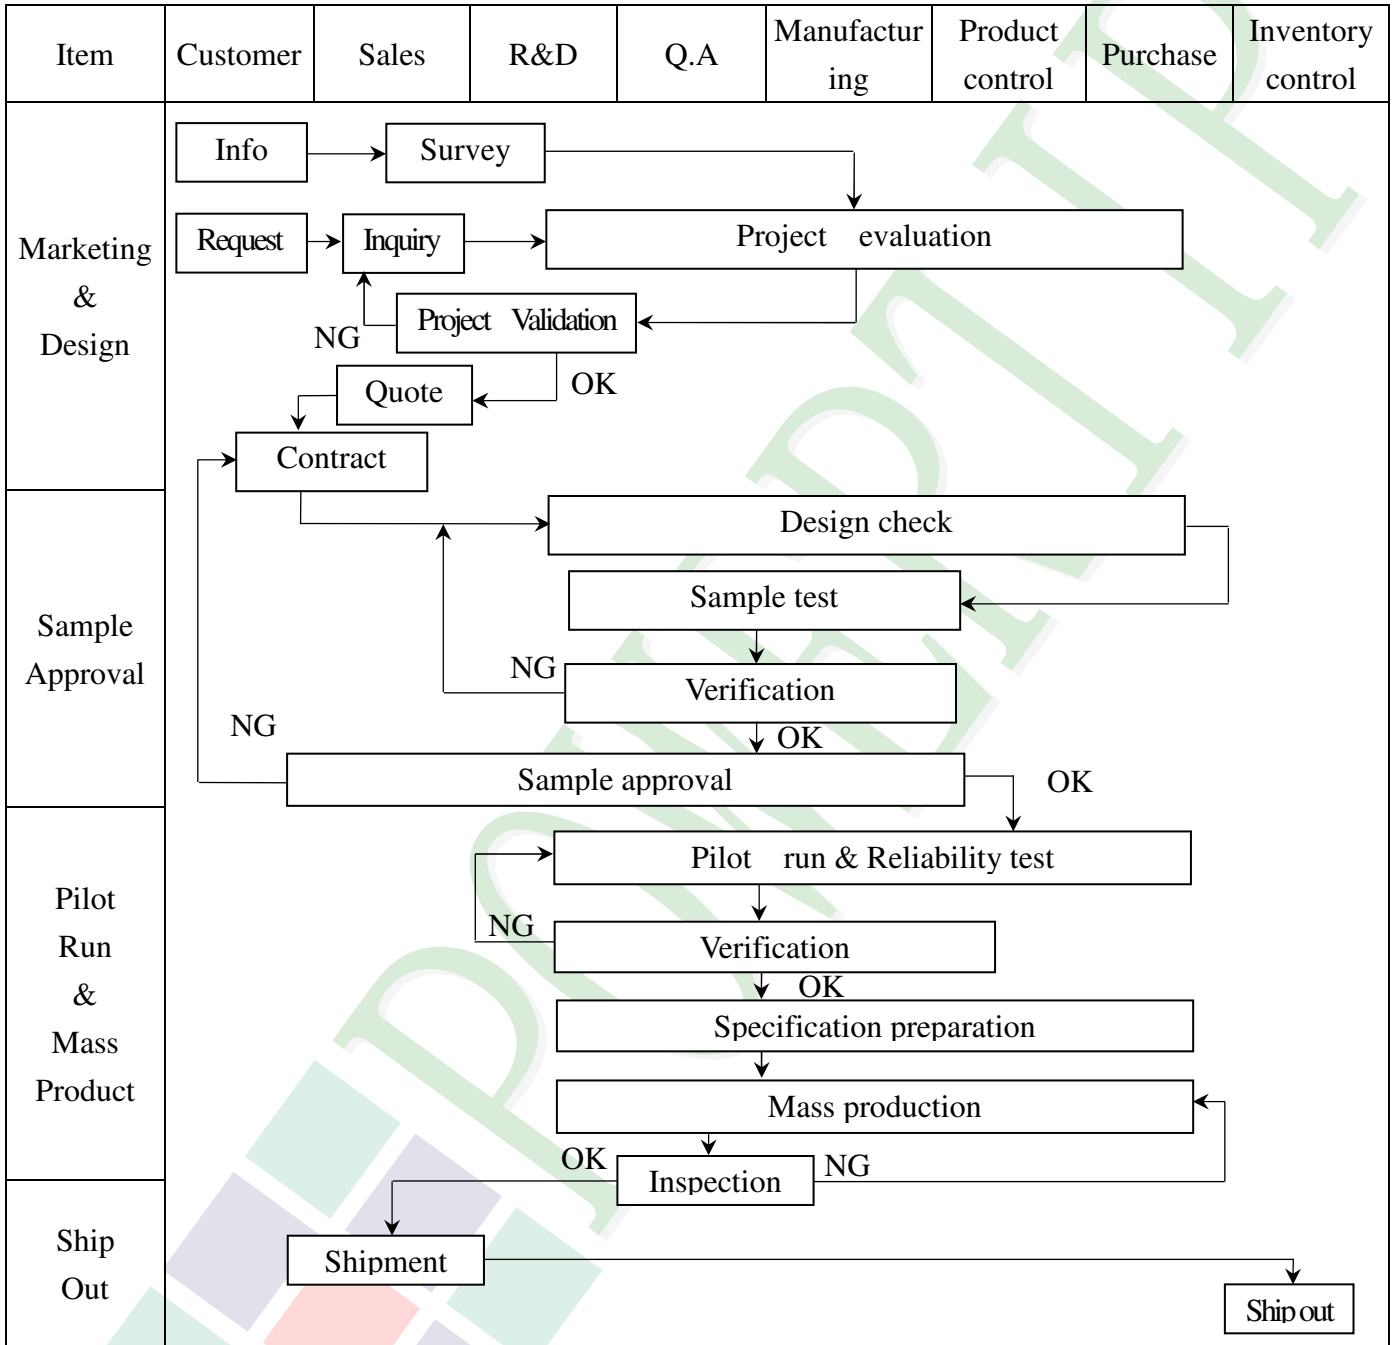 Item
Customer
Sales
R&D
Q.A
Manufactur
ing
Product
control
Purchase
Inventory
control
Marketing
&
Design
Info
Survey
Request
Inquiry
Project evaluation
NG
Project Validation
Quote
OK
Contract
Sample
Approval
Design check
Sample test
NG
Verification
NG
OK
Sample approval
OK
Pilot
Run
&
Mass
Product
Pilot run & Reliability test
NG
Verification
OK
Specification preparation
Mass production
OK
Inspection
NG
Ship
Out
Shipment
Ship out
POWERTIP